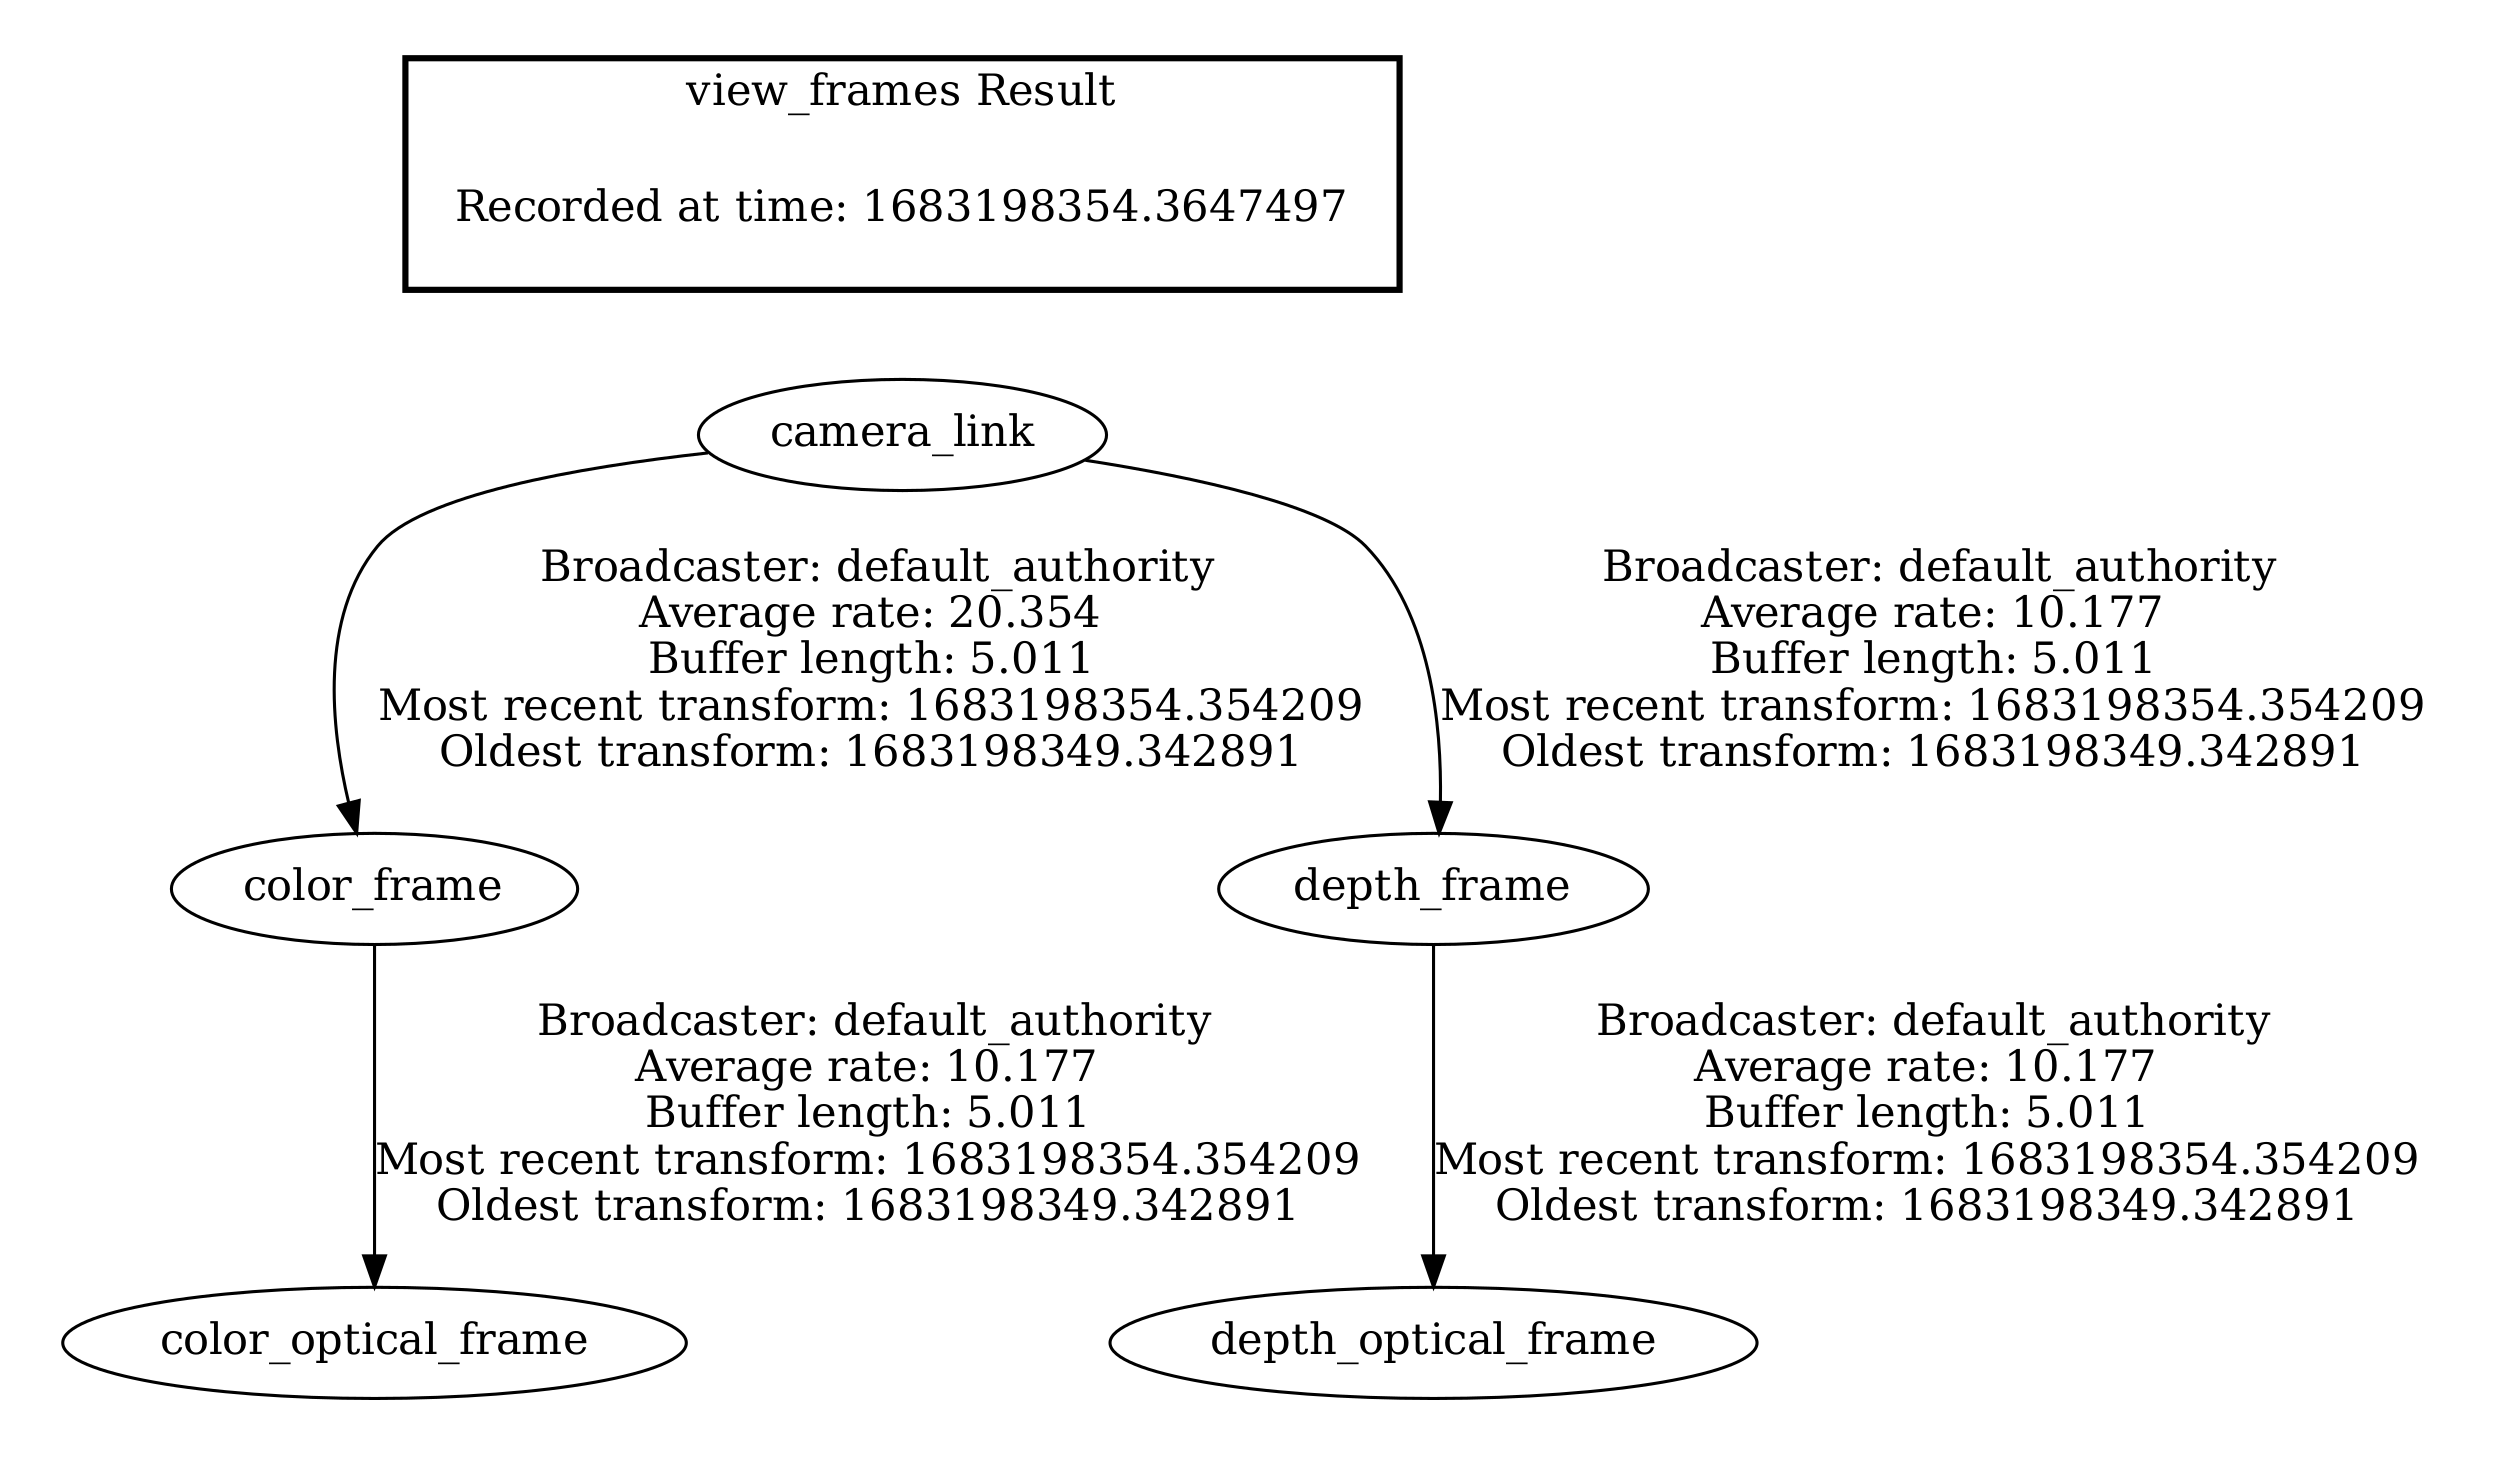 view_frames Result
Recorded at time: 1683198354.3647497
camera_link
Broadcaster: default_authority
Average rate: 20.354
Buffer length: 5.011
Most recent transform: 1683198354.354209
Oldest transform: 1683198349.342891
Broadcaster: default_authority
Average rate: 10.177
Buffer length: 5.011
Most recent transform: 1683198354.354209
Oldest transform: 1683198349.342891
color_frame
depth_frame
Broadcaster: default_authority
Average rate: 10.177
Buffer length: 5.011
Most recent transform: 1683198354.354209
Oldest transform: 1683198349.342891
Broadcaster: default_authority
Average rate: 10.177
Buffer length: 5.011
Most recent transform: 1683198354.354209
Oldest transform: 1683198349.342891
color_optical_frame
depth_optical_frame